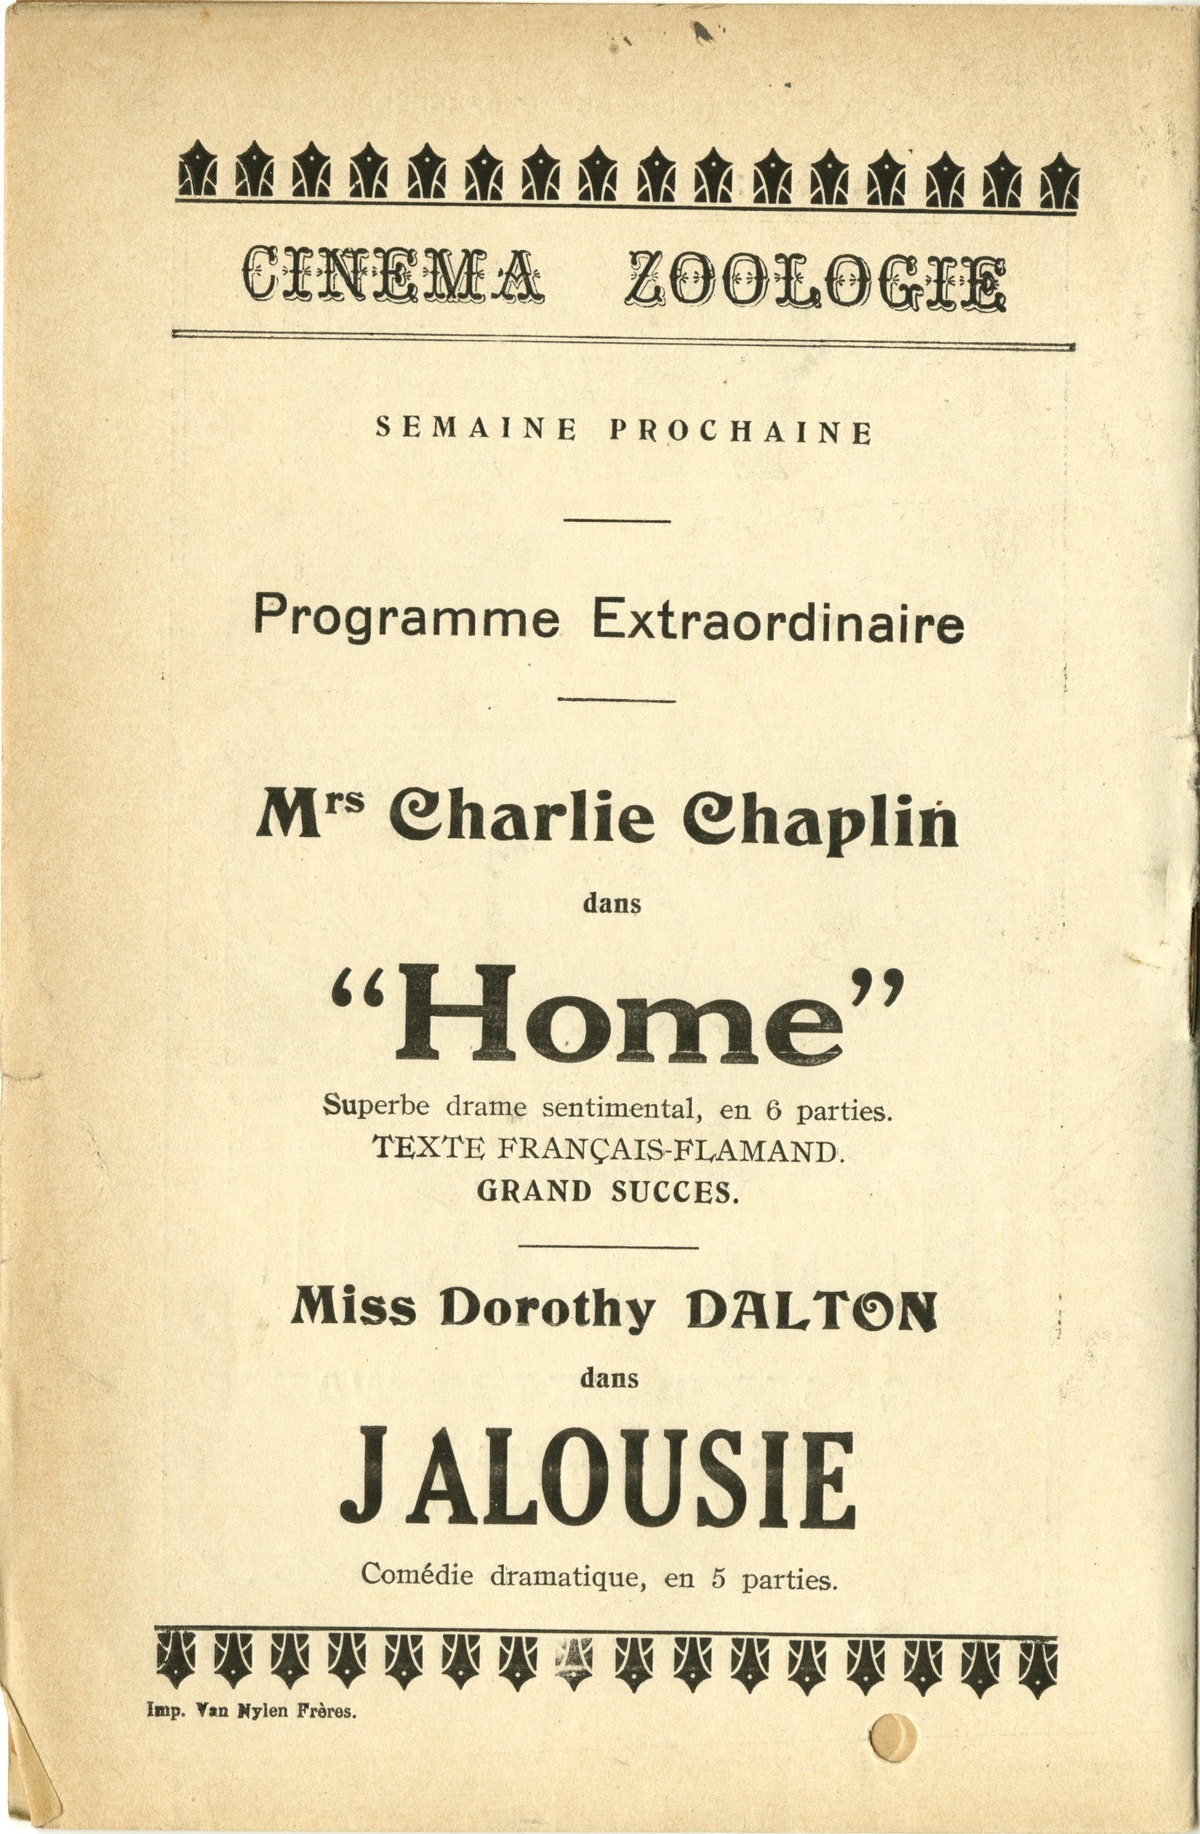 CINEMA ZOOLOGIE
SEMAINE PROCHAINE
Programme Extraordinaire
Mrs Charlie Chaplin
dans
“Home”
Superbe drame sentimental, en 6 parties.
TEXTE FRANÇAIS-FLAMAND.
GRAND SUCCES.
Miss Dorothy DALTON
dans
JALOUSIE
Comédie dramatique, en 5 parties.
Imp. Van Nylen Frères.